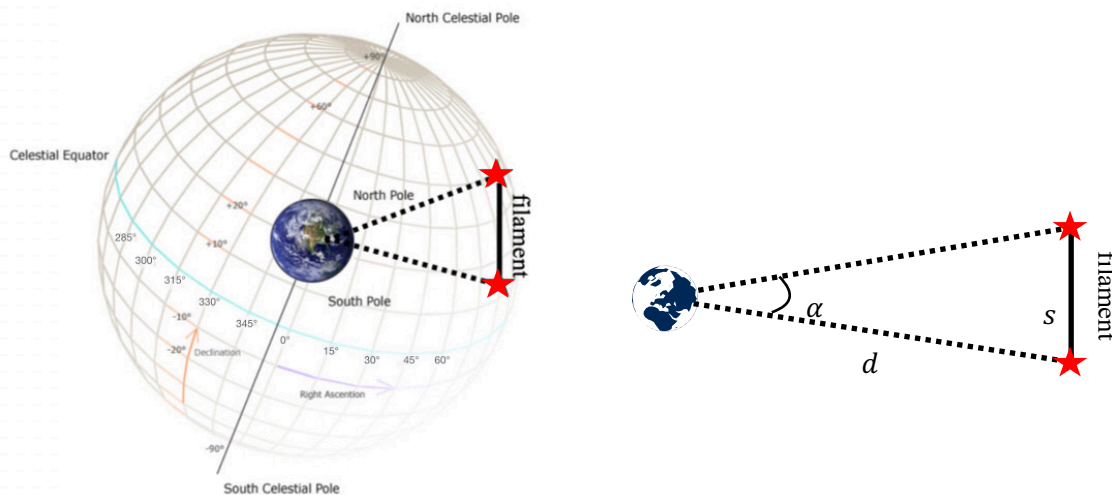 North Celestial Pole
+90°
+60°
Celestial Equator
North Pole
filament
+20°
285°
+10°
300°
315°
South Pole
330°
-10°
345°
0°
-20°
Declination
15°
30°
45°
60°
Right Ascention
-90°
South Celestial Pole
α
s
d
filament